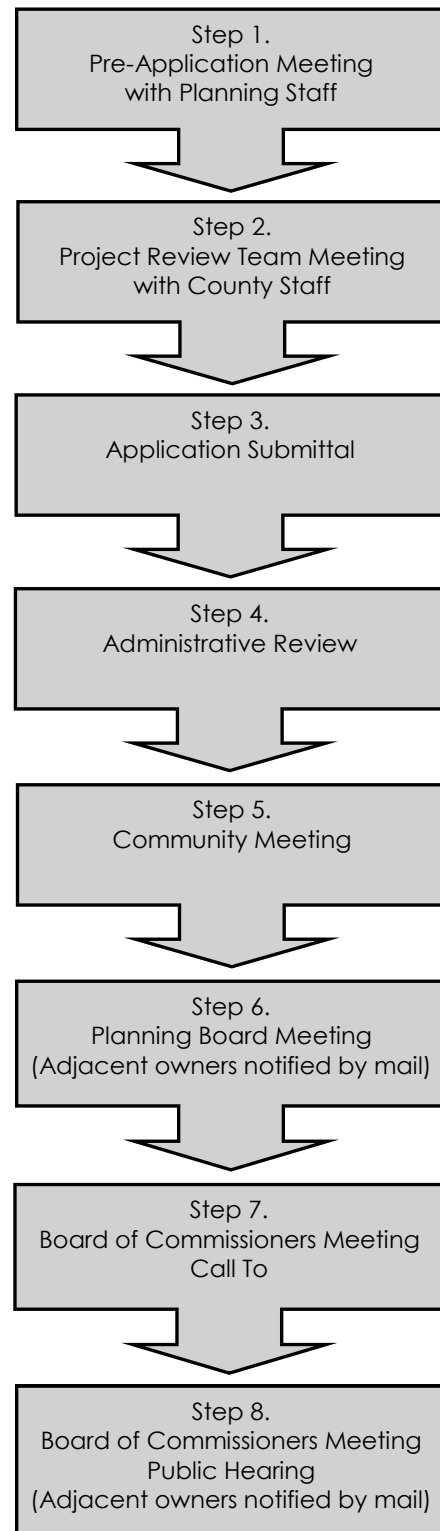 Step 1.
Pre-Application Meeting
with Planning Staff
Step 2.
Project Review Team Meeting
with County Staff
Step 3.
Application Submittal
Step 4.
Administrative Review
Step 5.
Community Meeting
Step 6.
Planning Board Meeting
(Adjacent owners notified by mail)
Step 7.
Board of Commissioners Meeting
Call To
Step 8.
Board of Commissioners Meeting
Public Hearing
(Adjacent owners notified by mail)